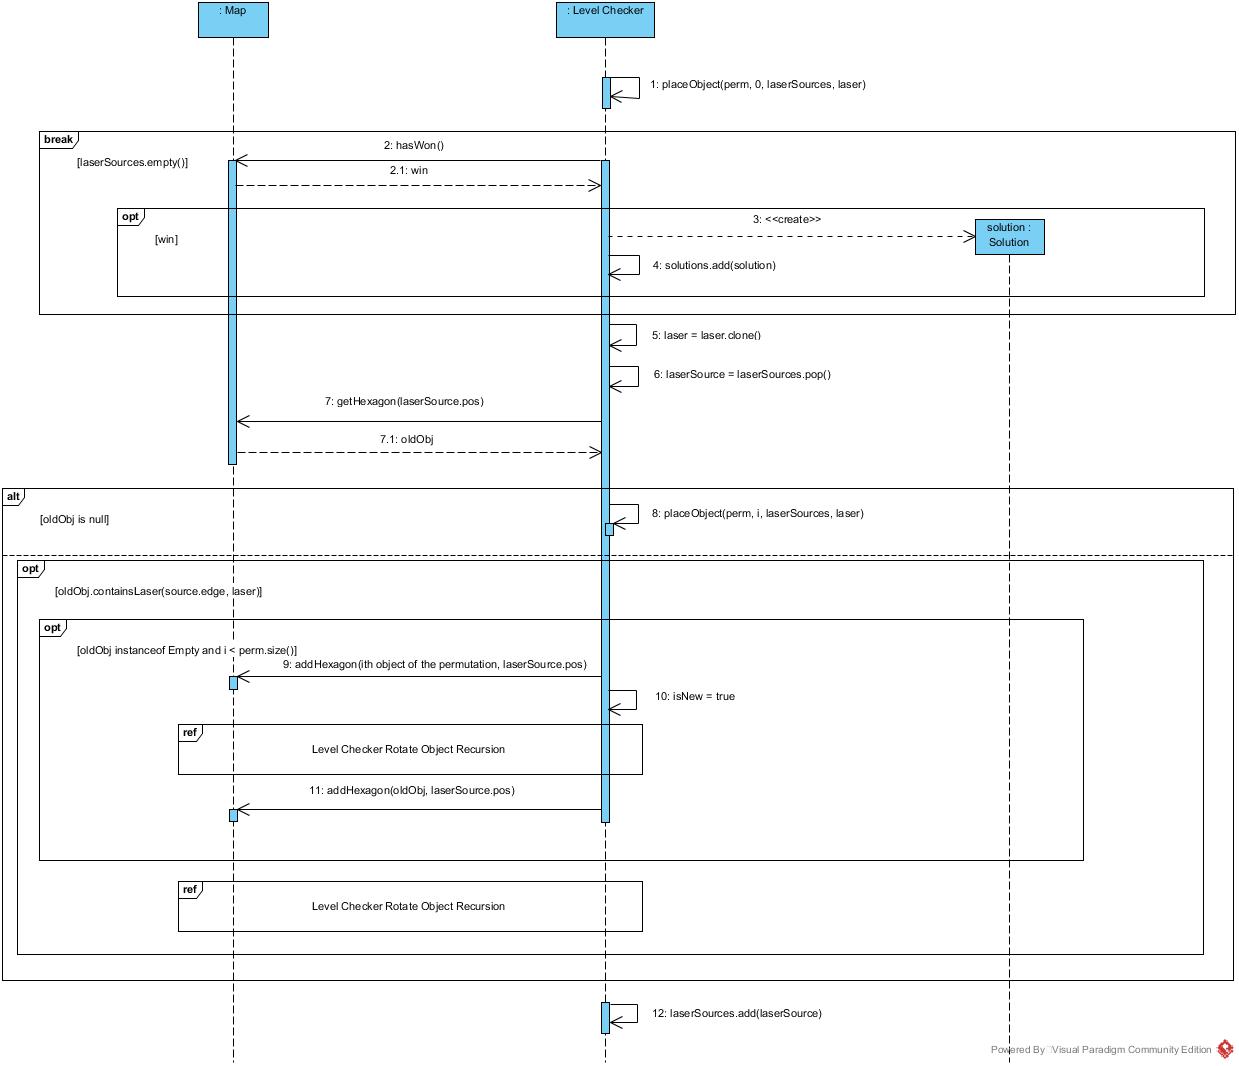 : Map
: Level Checker
1: placeObject(perm, 0, laserSources, laser)
break
[laserSources.empty()]
2: hasWon()
2.1: win
opt
[win]
3: <<create>>
solution :
Solution
4: solutions.add(solution)
5: laser = laser.clone()
6: laserSource = laserSources.pop()
7: getHexagon(laserSource.pos)
7.1: oldObj
alt
[oldObj is null]
8: placeObject(perm, i, laserSources, laser)
opt
[oldObj.containsLaser(source.edge, laser)]
opt
[oldObj instanceof Empty and i < perm.size()]
9: addHexagon(ith object of the permutation, laserSource.pos)
10: isNew = true
ref
Level Checker Rotate Object Recursion
11: addHexagon(oldObj, laserSource.pos)
ref
Level Checker Rotate Object Recursion
12: laserSources.add(laserSource)
Powered By Visual Paradigm Community Edition